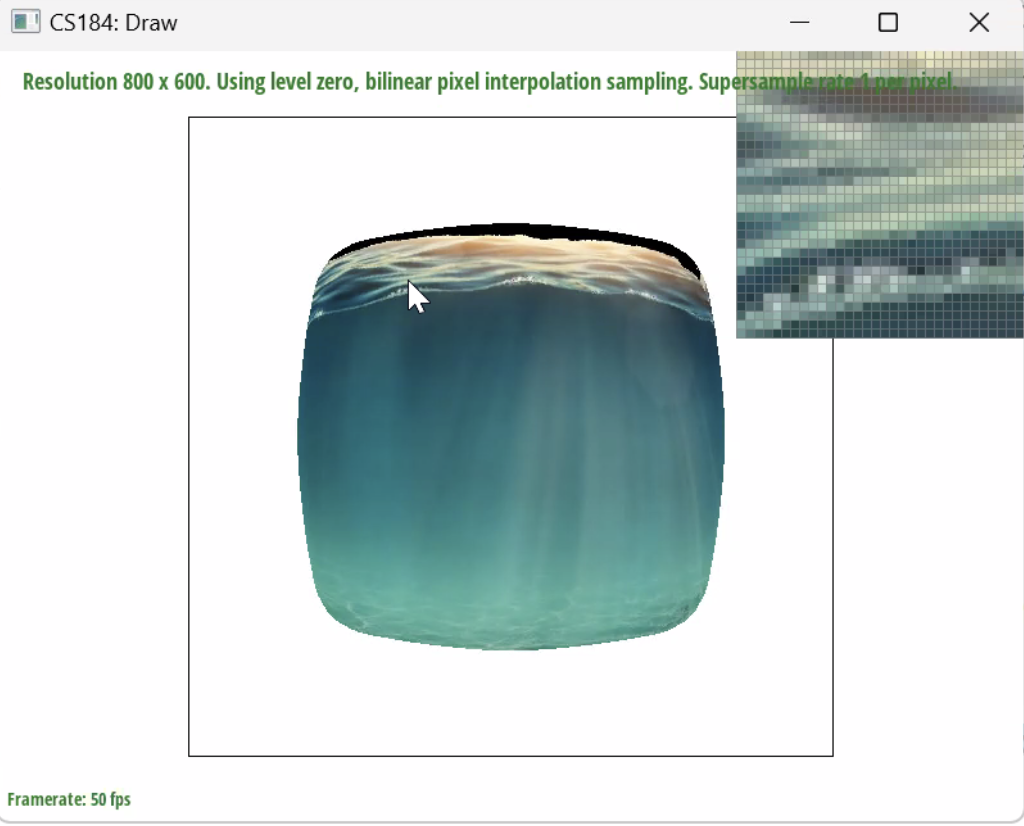 CS184: Draw
Resolution 800 x 600. Using level zero, bilinear pixel interpolation sampling. Supersample rate 1 per pixel.
Framerate: 50 fps